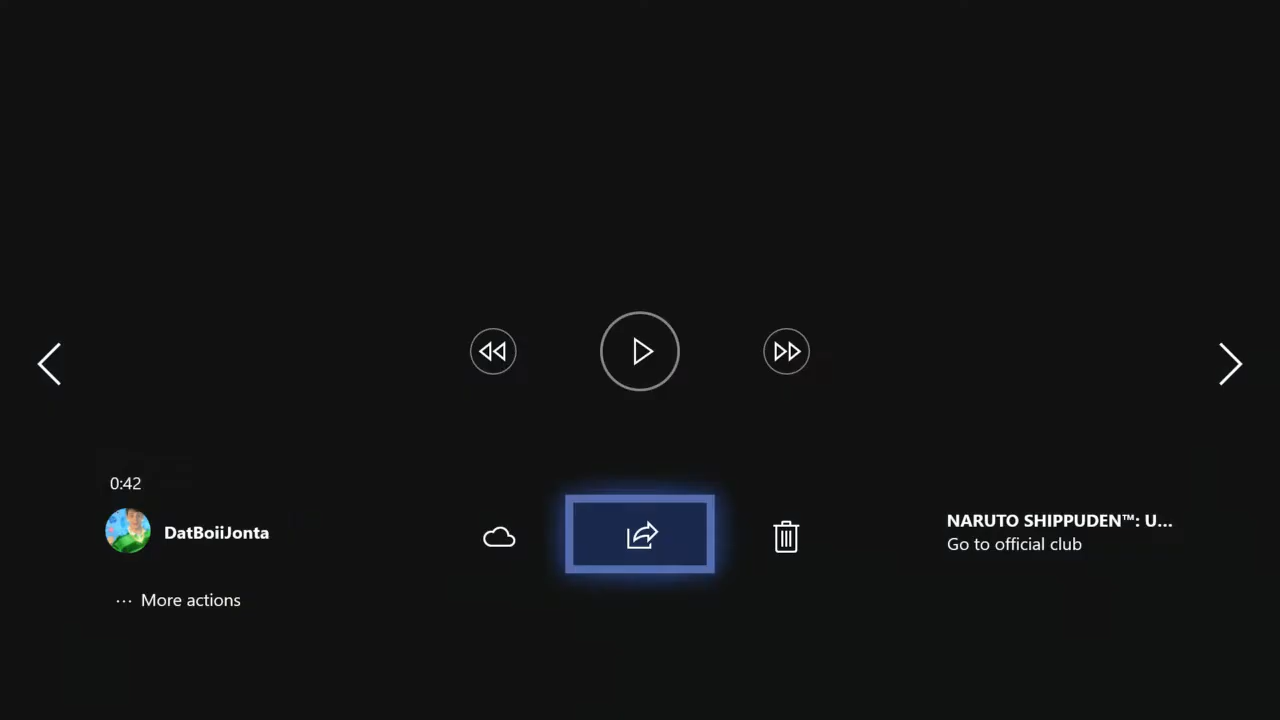 0:42
DatBoiiJonta
··· More actions
NARUTO SHIPPUDEN™: U...
Go to official club